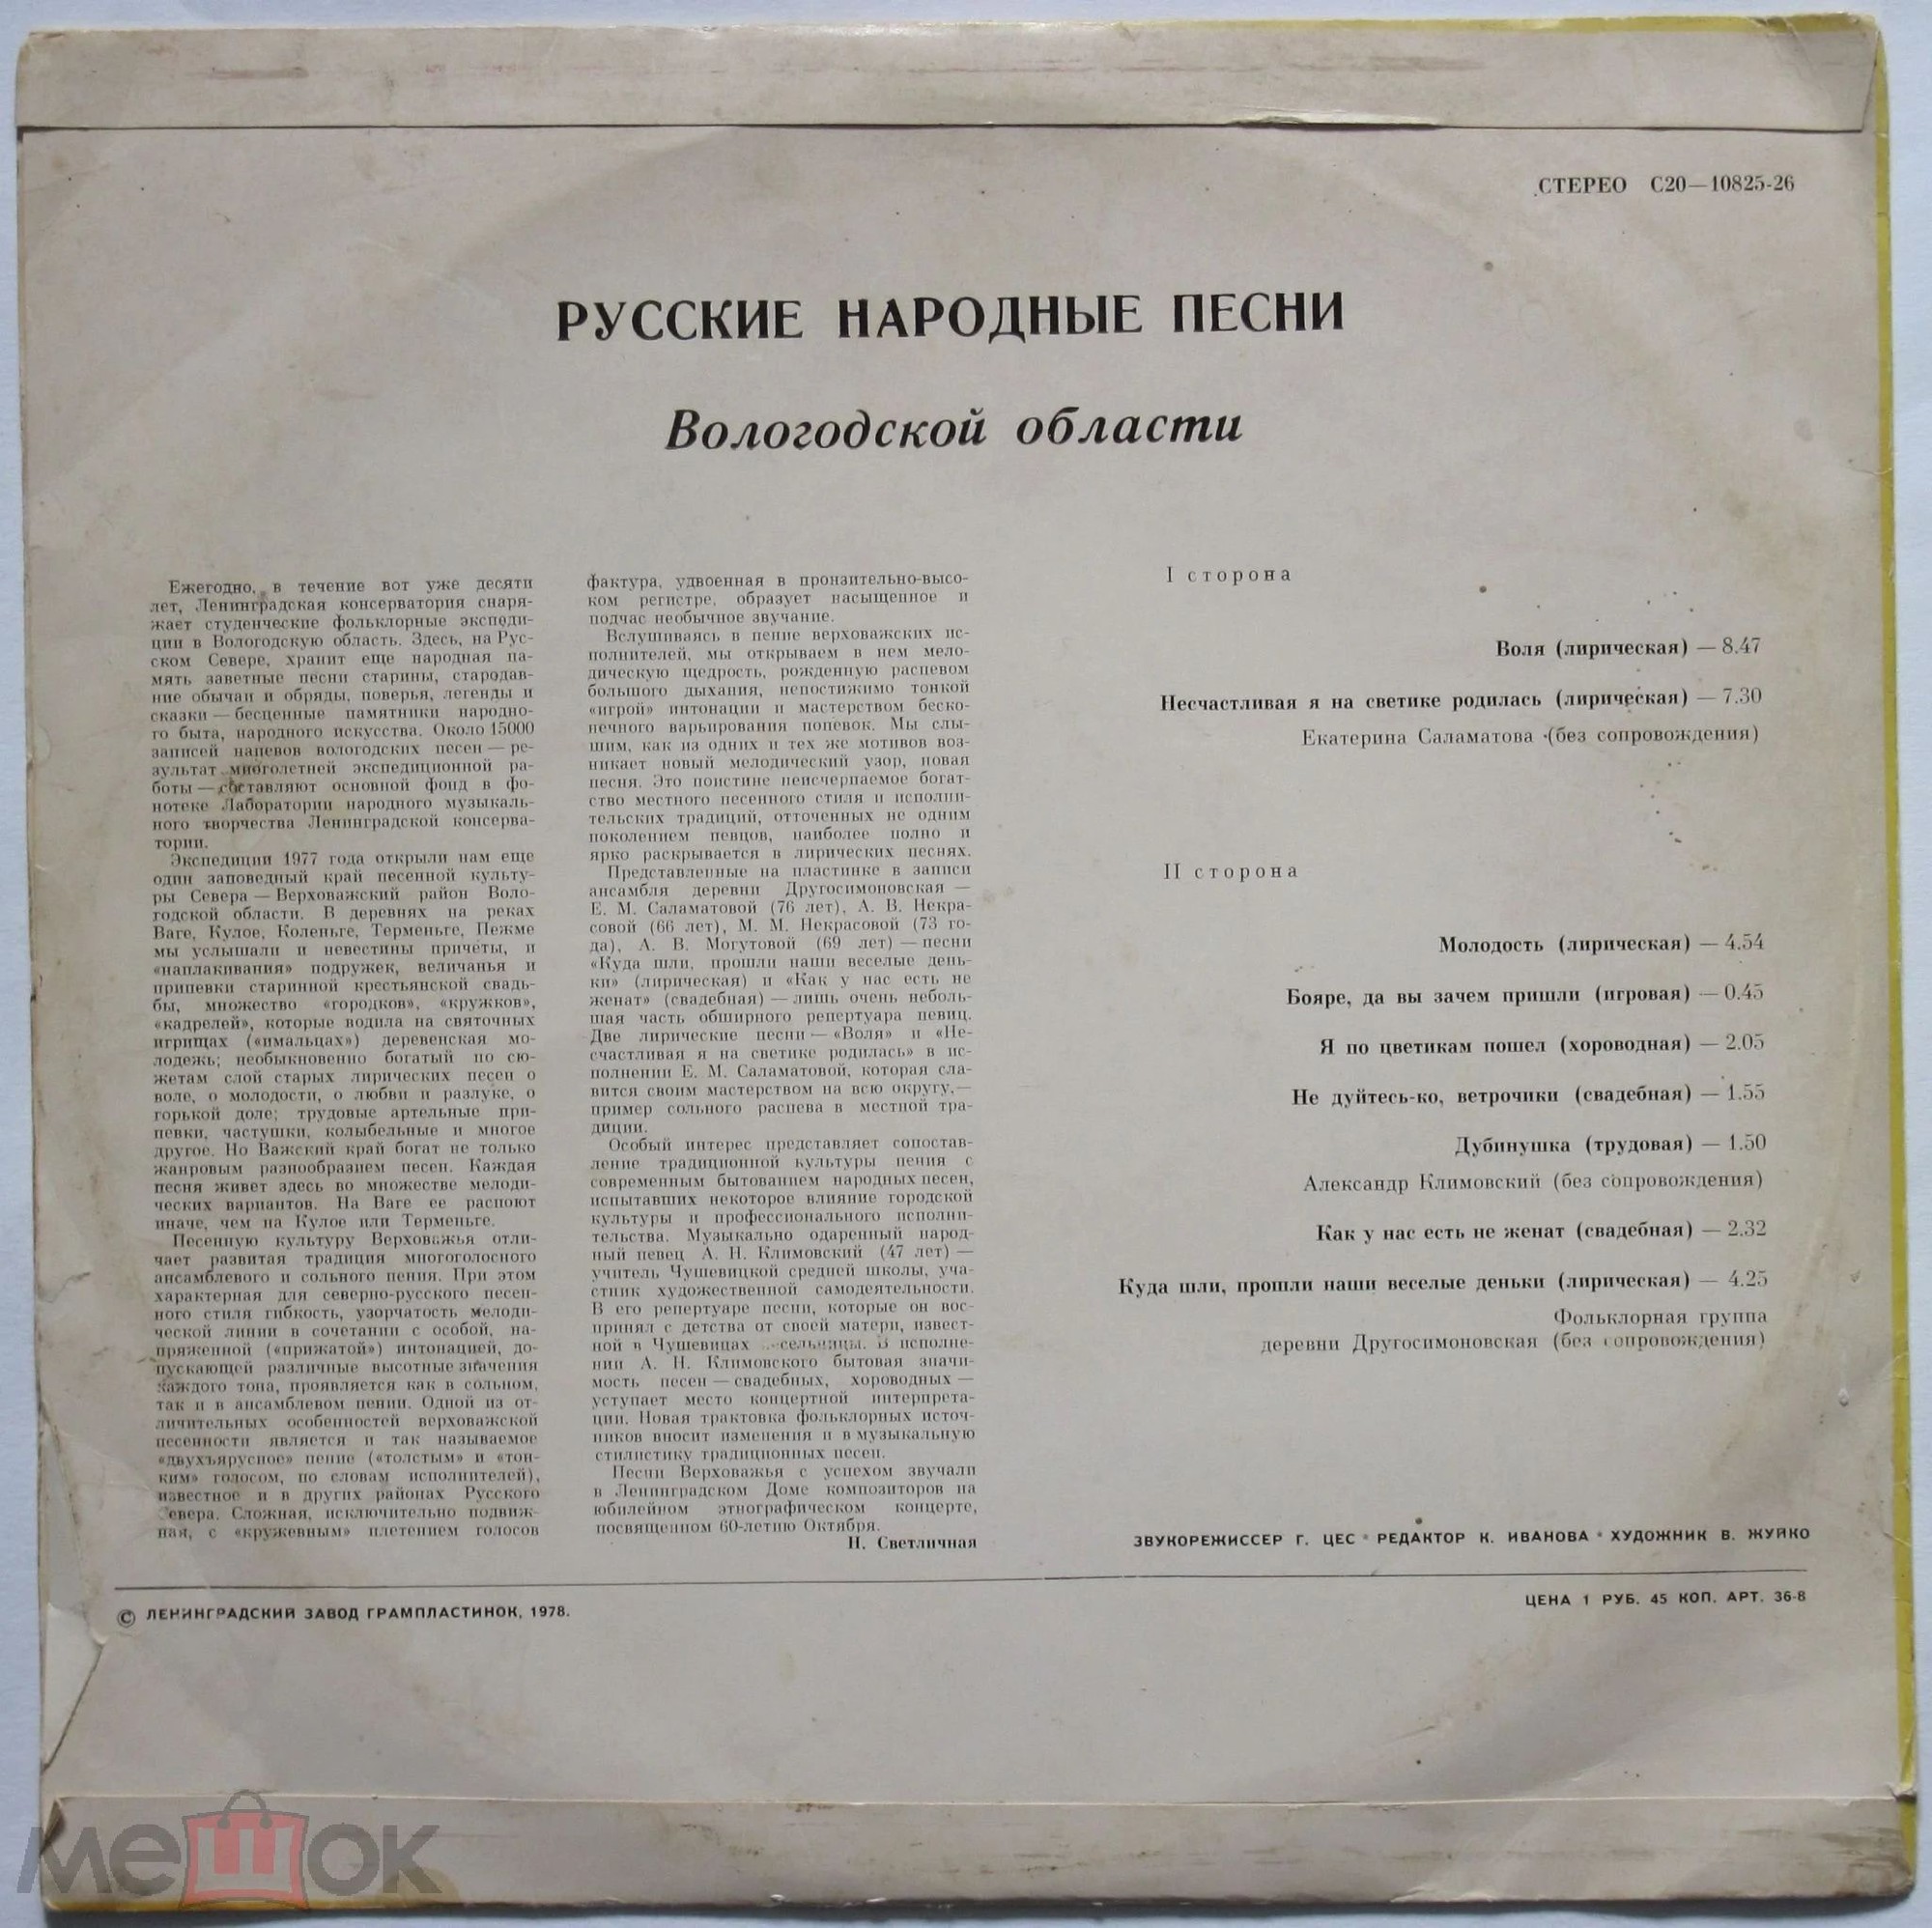 СТЕРЕО С20—10825-26
РУССКИЕ НАРОДНЫЕ ПЕСНИ
Вологодской области
Ежегодно, в течение вот уже десяти
лет, Ленинградская консерватория снаря-
жает студенческие фольклорные экспеди-
ции в Вологодскую область. Здесь, на Рус-
ском Севере, хранит еще народная па-
мять заветные песни старины, стародав-
ние обычаи и обряды, поверья, легенды и
сказки — бесценные памятники народно-
го быта, народного искусства. Около 15000
записей напевов вологодских песен — ре-
зультат многолетней экспедиционной ра-
боты — составляют основной фонд в фо-
нотеке Лаборатории народного музыкаль-
ного творчества Ленинградской консерва-
тории.
Экспедиции 1977 года открыли нам еще
один заповедный край песенной культу-
ры Севера — Верховажский район Воло-
годской области. В деревнях на реках
Ваге, Кулое, Коленьге, Терменьге, Пежме
мы услышали и невестины причеты, и
«наплакивания» подружек, величанья и
припевки старинной крестьянской свадь-
бы, множество «городков», «кружков»,
«кадрелей», которые водила на святочных
игрищах («имальцах») деревенская мо-
лодежь; необыкновенно богатый по сю-
жетам слой старых лирических песен о
воле, о молодости, о любви и разлуке, о
горькой доле; трудовые артельные при-
певки, частушки, колыбельные и многое
другое. Но Важский край богат не только
жанровым разнообразием песен. Каждая
песня живет здесь во множестве мелоди-
ческих вариантов. На Ваге ее распоют
иначе, чем на Кулое или Терменьге.
Песенную культуру Верховажья отли-
чает развитая традиция многоголосного
ансамблевого и сольного пения. При этом
характерная для северно-русского песен-
ного стиля гибкость, узорчатость мелоди-
ческой линии в сочетании с особой, на-
пряженной («прижатой») интонацией, до-
пускающей различные высотные значения
каждого тона, проявляется как в сольном,
так и в ансамблевом пении. Одной из от-
личительных особенностей верховажской
песенности является и так называемое
«двухъярусное» пение («толстым» и «тон-
ким» голосом, по словам исполнителей),
известное и в других районах Русского
Севера. Сложная, исключительно подвиж-
ная, с «кружевным» плетением голосов
фактура, удвоенная в пронзительно-высо-
ком регистре, образует насыщенное и
подчас необычное звучание.
Вслушиваясь в пение верховажских ис-
полнителей, мы открываем в нем мело-
дическую щедрость, рожденную распевом
большого дыхания, непостижимо тонкой
«игрой» интонации и мастерством беско-
нечного варьирования попевок. Мы слы-
шим, как из одних и тех же мотивов воз-
никает новый мелодический узор, новая
песня. Это поистине неисчерпаемое богат-
ство местного песенного стиля и исполни-
тельских традиций, отточенных не одним
поколением певцов, наиболее полно и
ярко раскрывается в лирических песнях.
Представленные на пластинке в записи
ансамбля деревни Другосимоновская —
Е. М. Саламатовой (76 лет), А. В. Некра-
совой (66 лет), М. М. Некрасовой (73 го-
да), А. В. Могутовой (69 лет) — песни
«Куда шли, прошли наши веселые день-
ки» (лирическая) и «Как у нас есть не
женат» (свадебная) — лишь очень неболь-
шая часть обширного репертуара певиц.
Две лирические песни — «Воля» и «Не-
счастливая я на светике родилась» в ис-
полнении Е. М. Саламатовой, которая сла-
вится своим мастерством на всю округу,—
пример сольного распева в местной тра-
диции.
Особый интерес представляет сопостав-
ление традиционной культуры пения с
современным бытованием народных песен,
испытавших некоторое влияние городской
культуры и профессионального исполни-
тельства. Музыкально одаренный народ-
ный певец А. Н. Климовский (47 лет) —
учитель Чушевицкой средней школы, уча-
стник художественной самодеятельности.
В его репертуаре песни, которые он вос-
принял с детства от своей матери, извест-
ной в Чушевицах песельницы. В исполне-
нии А. Н. Климовского бытовая значи-
мость песен — свадебных, хороводных —
уступает место концертной интерпрета-
ции. Новая трактовка фольклорных источ-
ников вносит изменения и в музыкальную
стилистику традиционных песен.
Песни Верховажья с успехом звучали
в Ленинградском Доме композиторов на
юбилейном этнографическом концерте,
посвященном 60-летию Октября.
Н. Светличная
I сторона
Воля (лирическая) — 8.47
Несчастливая я на светике родилась (лирическая) — 7.30
Екатерина Саламатова (без сопровождения)
II сторона
Молодость (лирическая) — 4.54
Бояре, да вы зачем пришли (игровая) — 0.45
Я по цветикам пошел (хороводная) — 2.05
Не дуйтесь-ко, ветрочики (свадебная) — 1.55
Дубинушка (трудовая) — 1.50
Александр Климовский (без сопровождения)
Как у нас есть не женат (свадебная) — 2.32
Куда шли, прошли наши веселые деньки (лирическая) — 4.25
Фольклорная группа
деревни Другосимоновская (без сопровождения)
ЗВУКОРЕЖИССЕР Г. ЦЕС • РЕДАКТОР К. ИВАНОВА • ХУДОЖНИК В. ЖУЙКО
© ЛЕНИНГРАДСКИЙ ЗАВОД ГРАМПЛАСТИНОК, 1978.
ЦЕНА 1 РУБ. 45 КОП. АРТ. 36-8
мешок